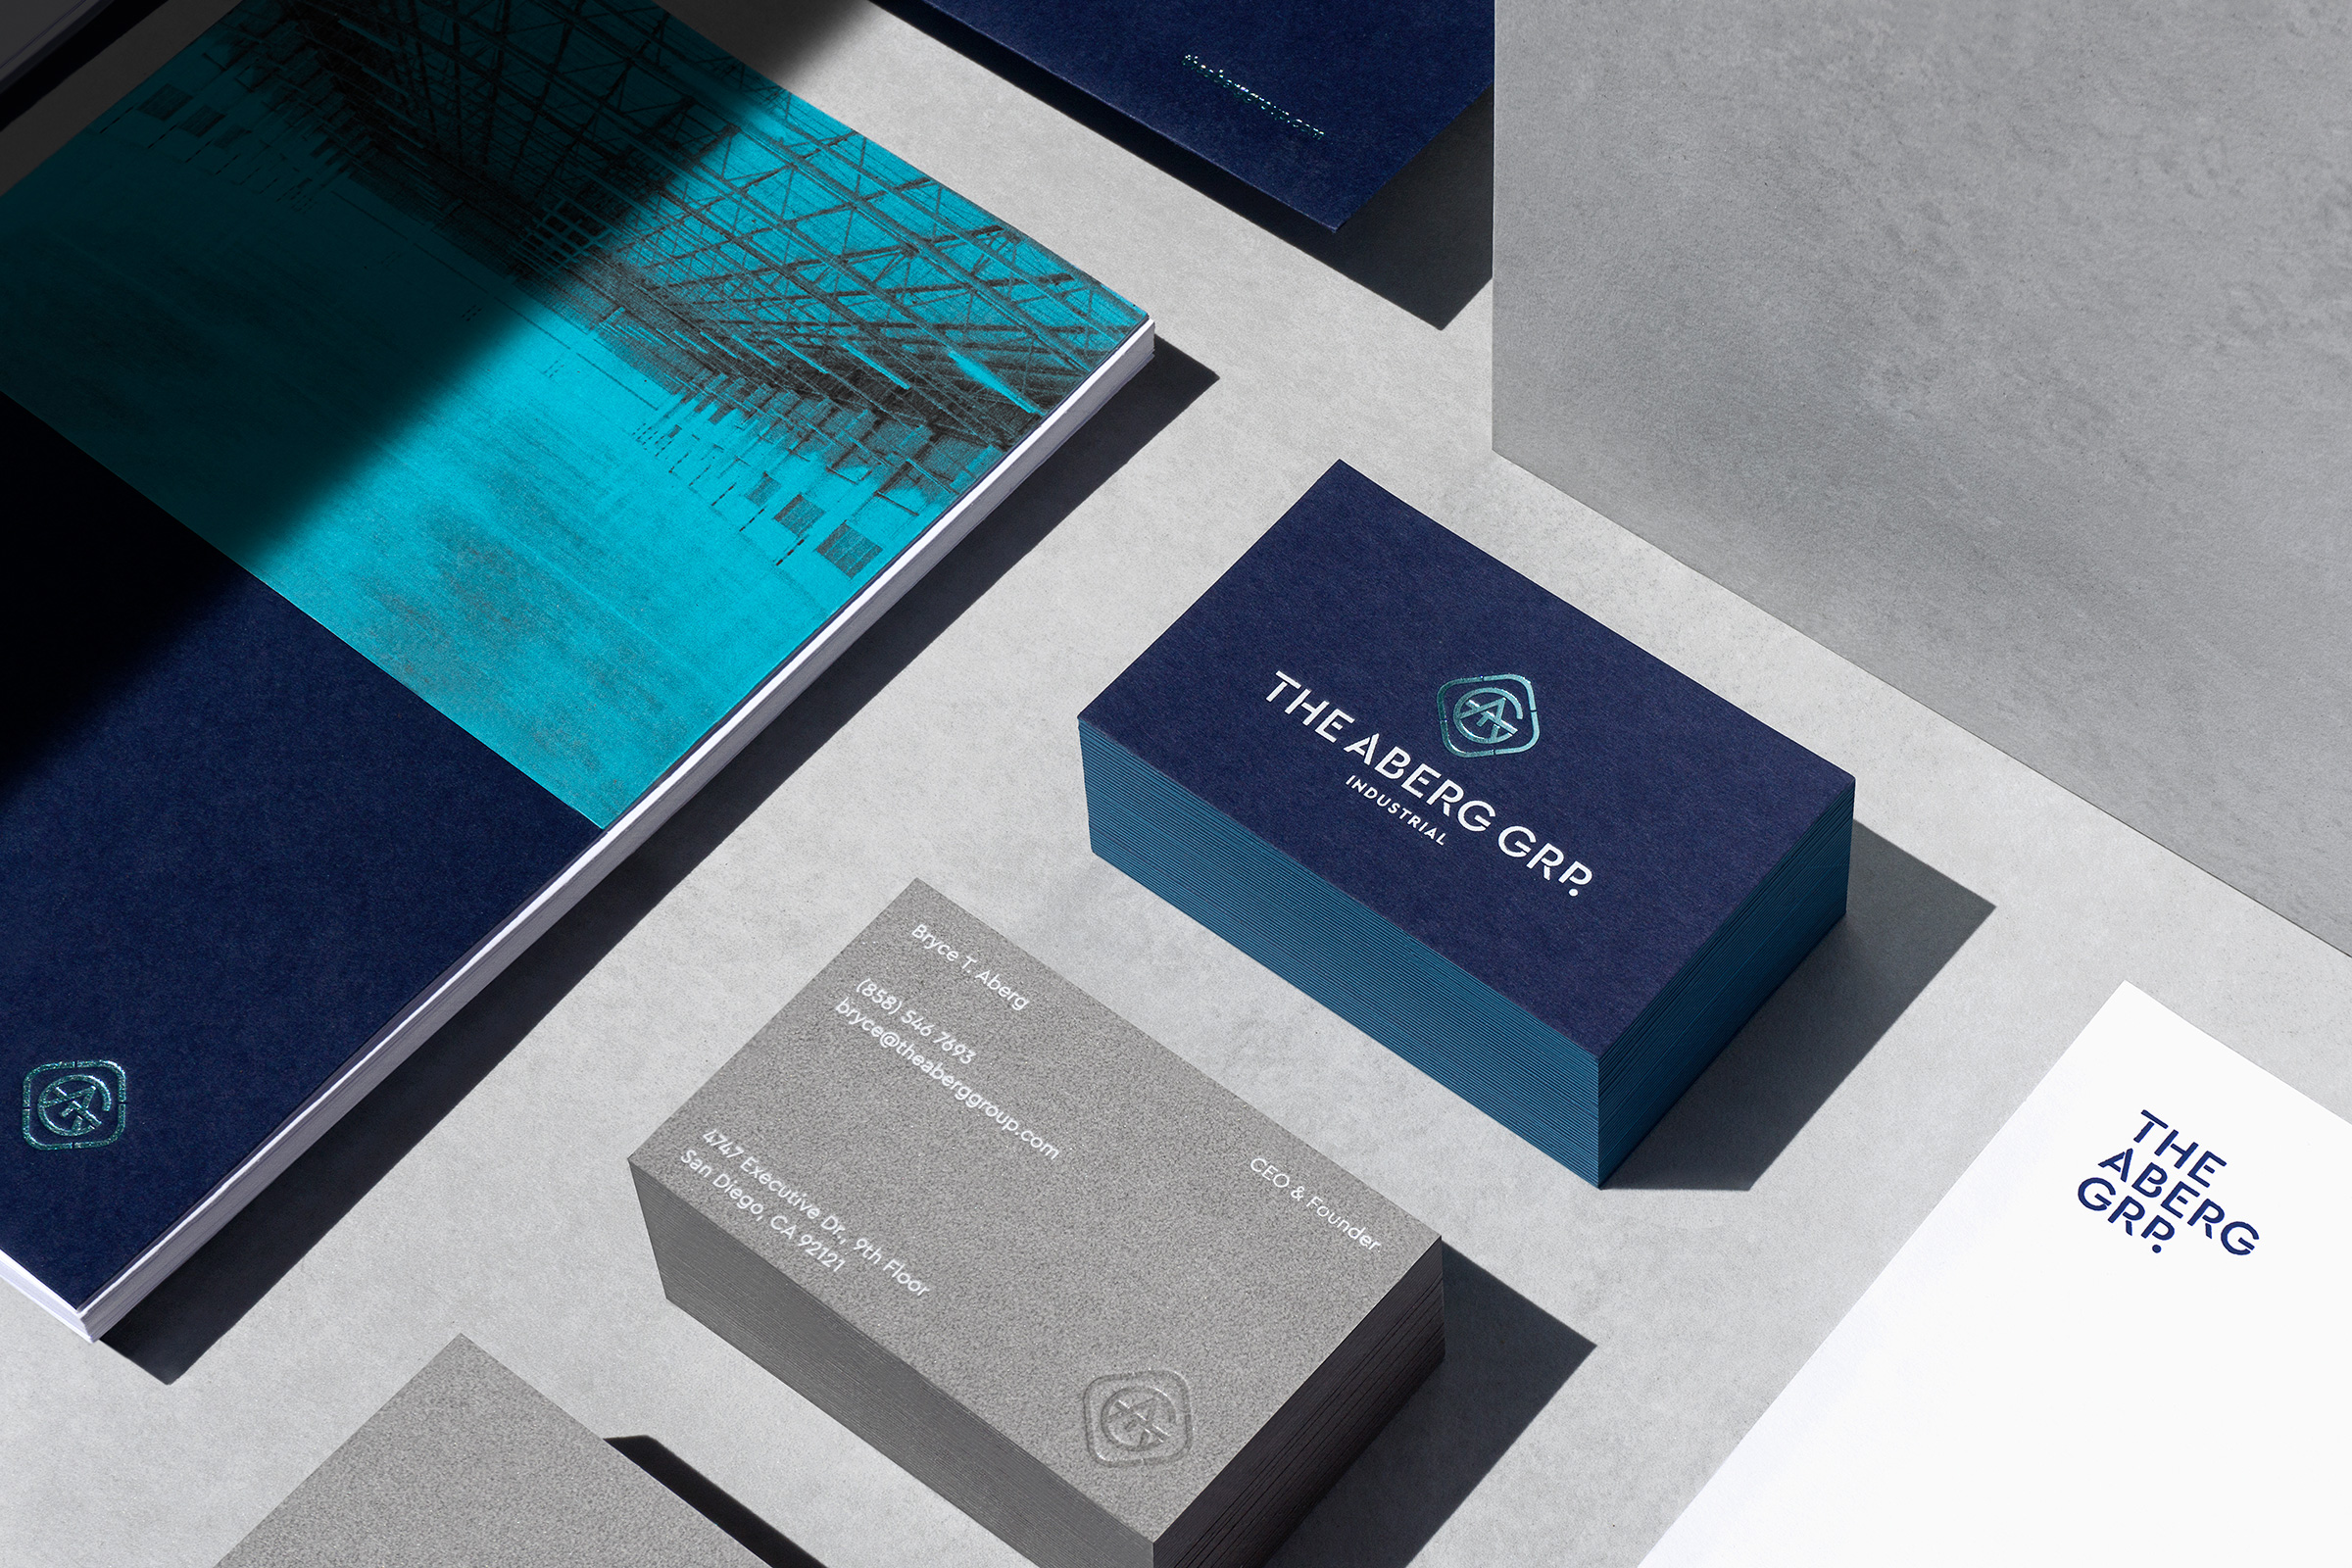 theaberggroup.com
THE ABERG GRP.
INDUSTRIAL
Bryce T. Aberg
(858) 546 7693
bryce@theaberggroup.com
CEO & Founder
4747 Executive Dr., 9th Floor
San Diego, CA 92121
THE
ABERG
GRP.